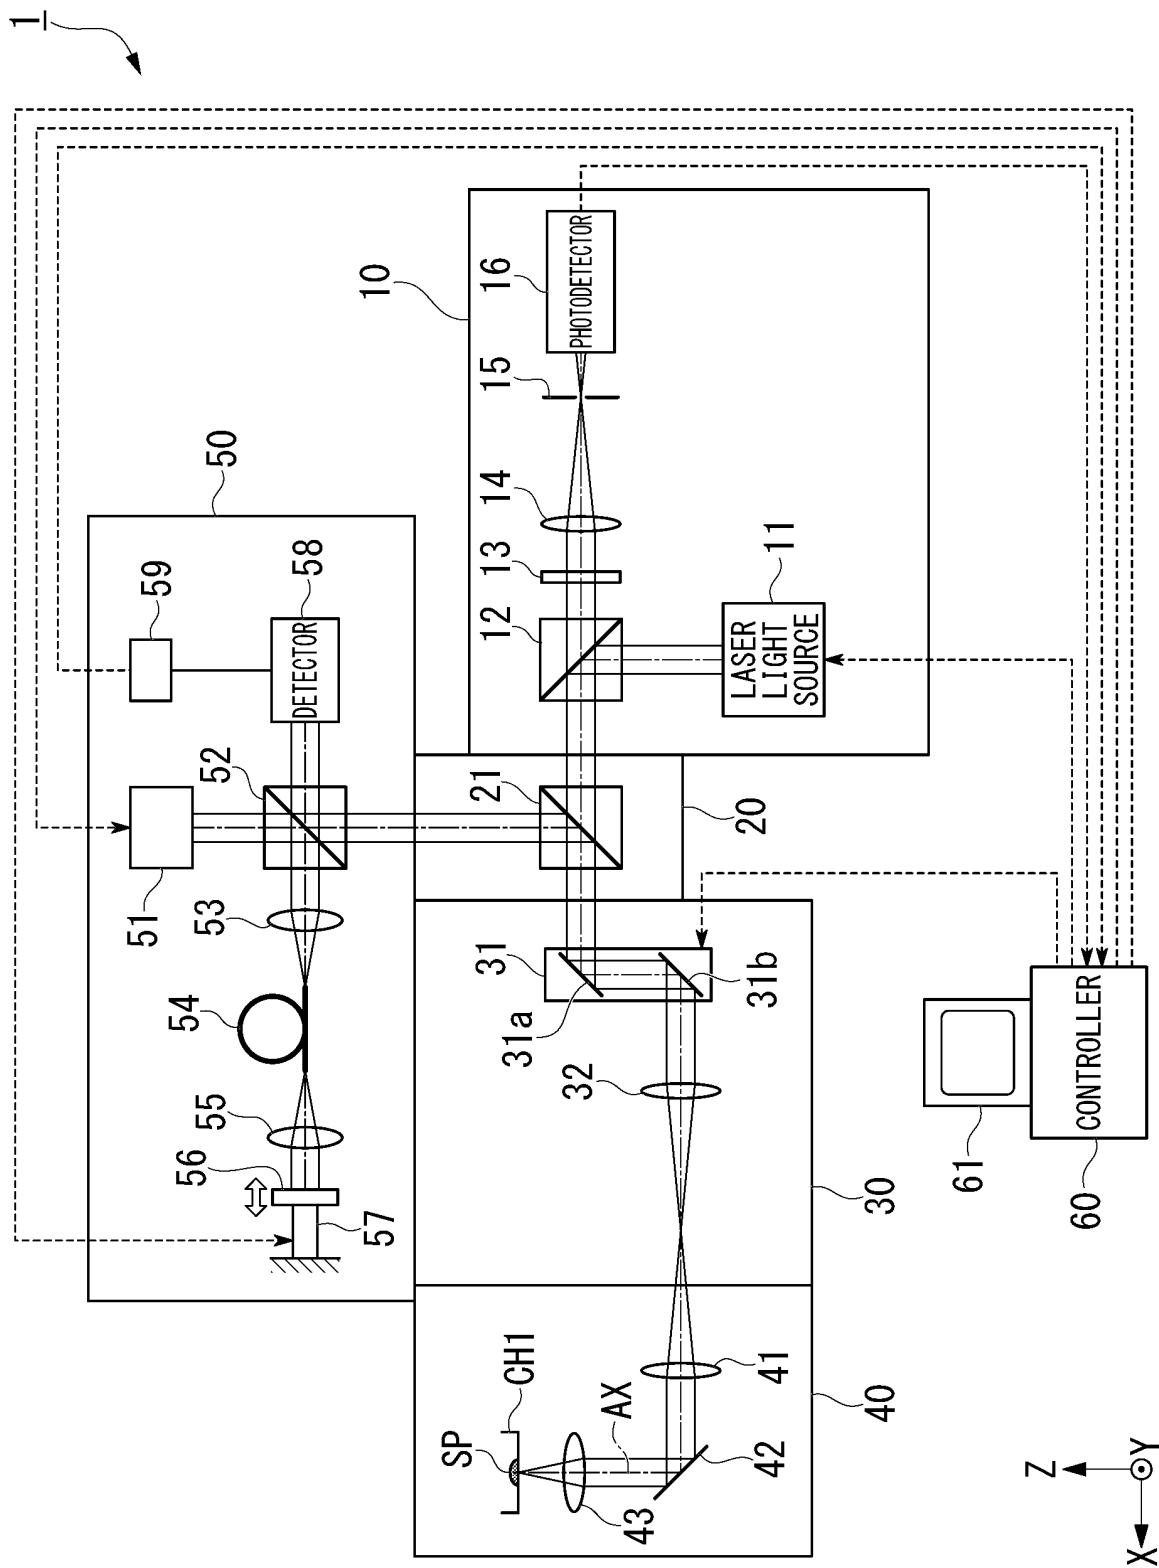 1
50
59
58
DETECTOR
52
51
53
54
55
56
57
10
16
PHOTODETECTOR
15
14
13
12
11
LASER
LIGHT
SOURCE
21
20
31
31a
31b
32
30
CH1
SP
AX
41
40
42
43
CONTROLLER
61
60
Z
Y
X